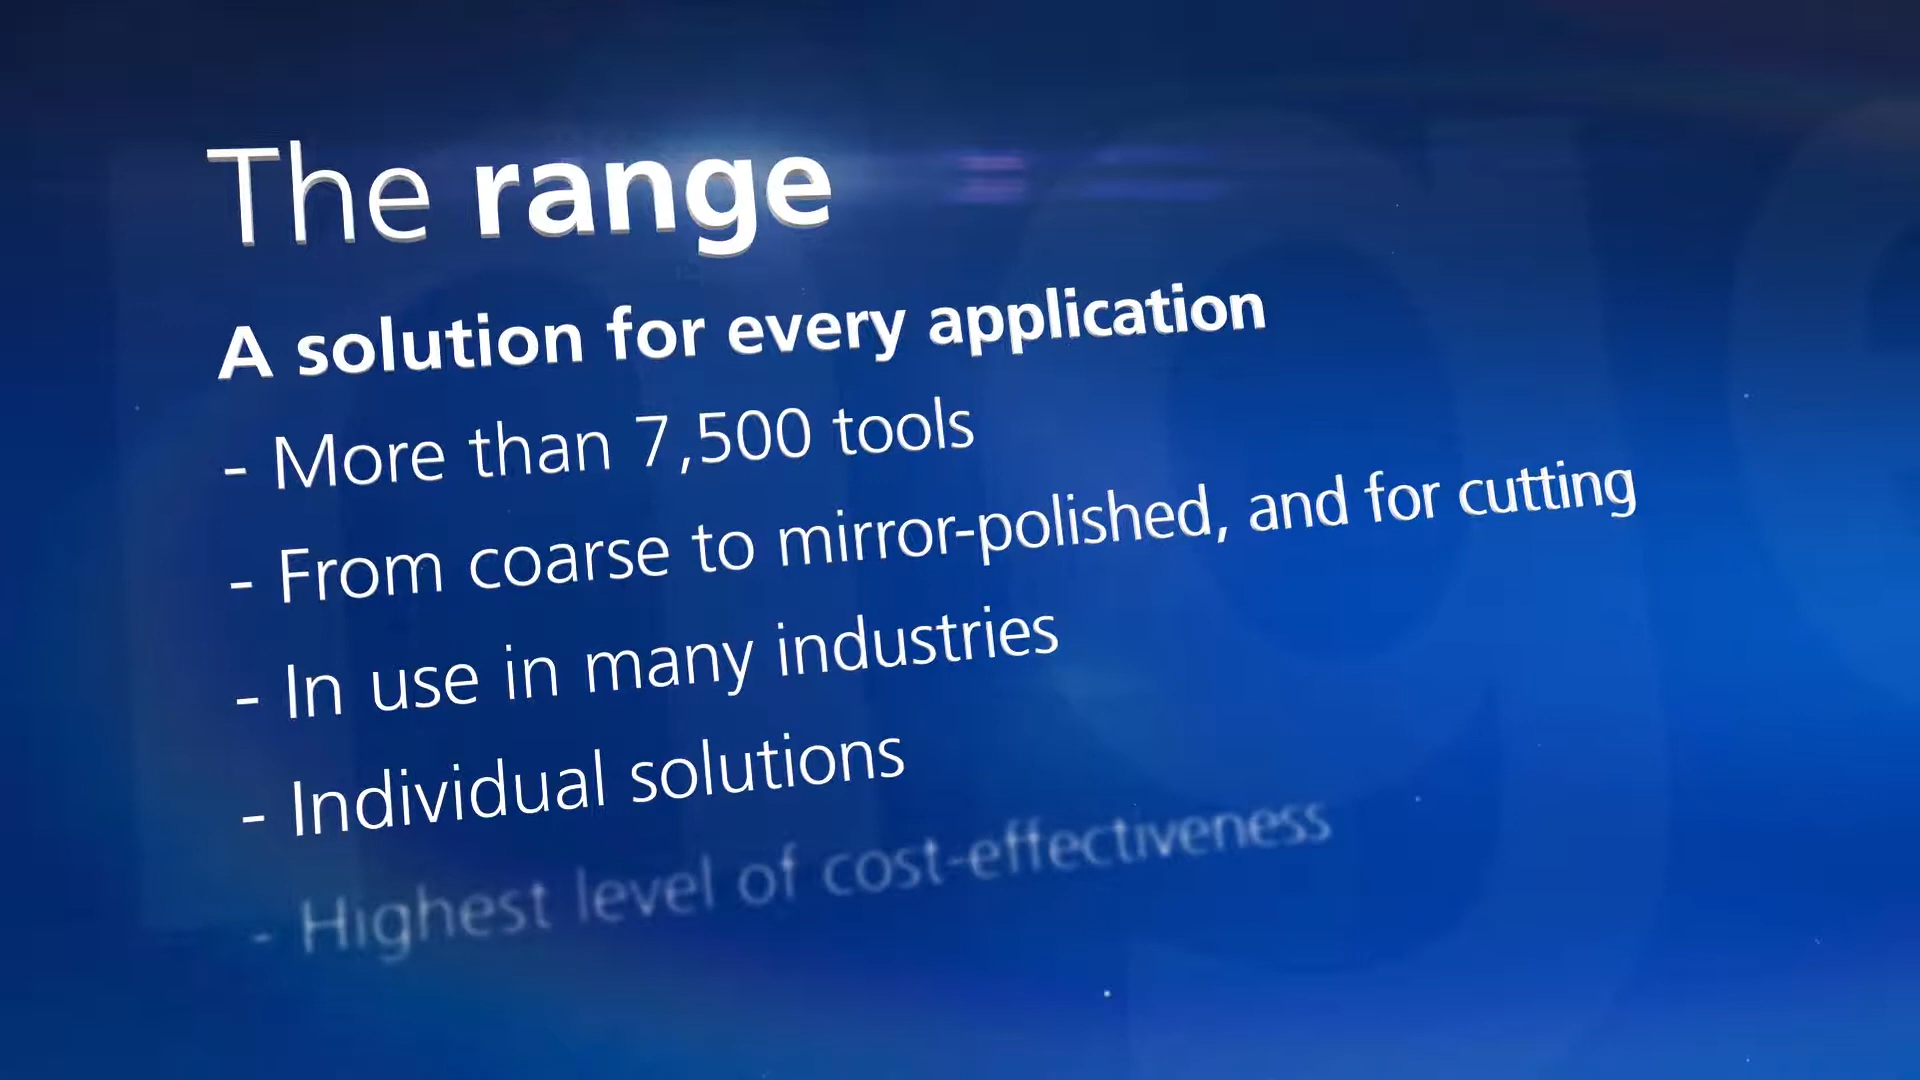 The range
A solution for every application
- More than 7,500 tools
- From coarse to mirror-polished, and for cutting
- In use in many industries
- Individual solutions
- Highest level of cost-effectiveness